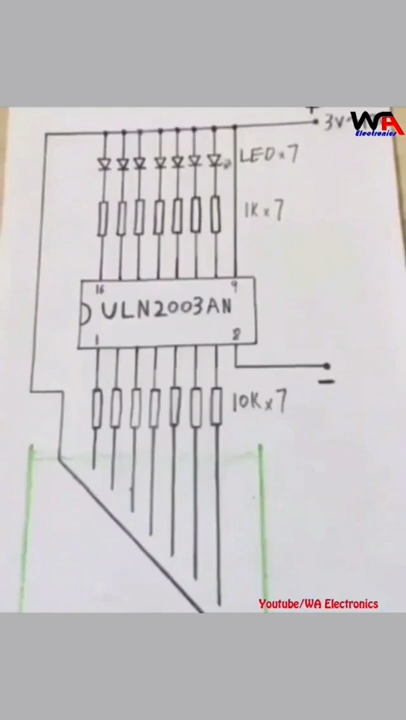 WA
Electronics
+
3V
LED x 7
1K x 7
16
9
ULN2003AN
1
8
10K x 7
–
Youtube/WA Electronics